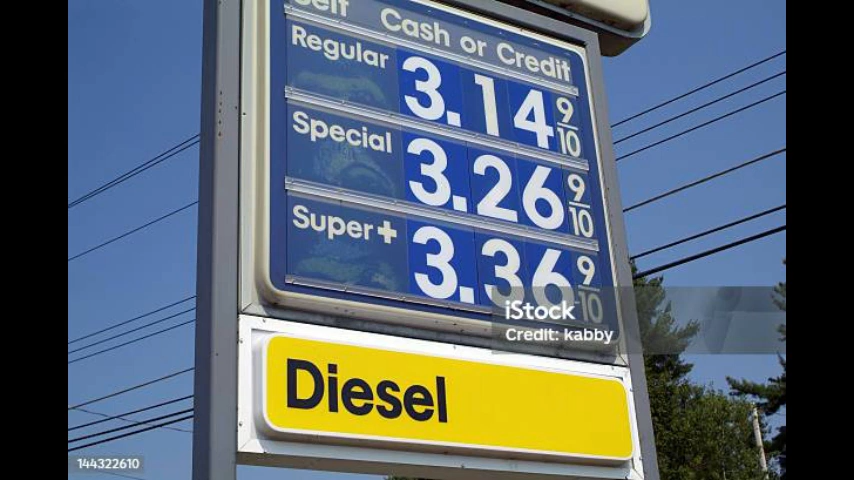 Self Cash or Credit
Regular 3.14 9/10
Special 3.26 9/10
Super+ 3.36 9/10
iStock
Credit: kabby
Diesel
144322610